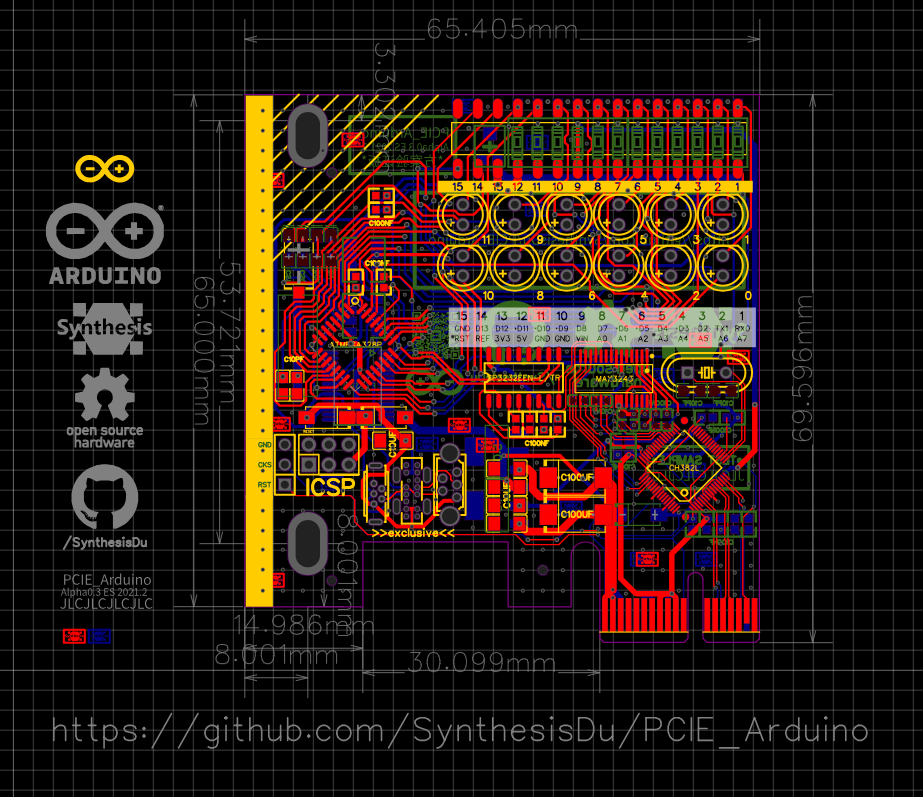 65.405mm
3.302
15 14 13 12 11 10 9 8 7 6 5 4 3 2 1
C100NF
11 9 7 5 3 1
10 8 6 4 2 0
15 14 13 12 11 10 9 8 7 6 5 4 3 2 1
GND D13 D12 D11 D10 D9 D8 D7 D6 D5 D4 D3 D2 TX1 RX0
RST REF 3V3 5V GND GND VIN A0 A1 A2 A3 A4 A5 A6 A7
ARDUINO
Synthesis
open source
hardware
/SynthesisDu
PCIE_Arduino
Alpha0.3 ES 2021.2
JLCJLCJLCJLC
65.000mm
53.721mm
69.596mm
C10PF
SP3232EEN-L/TR
MAX3243
C100NF
CH382L
GND
CKS
RST
RESET
ICSP
C10UF
C10UF
C100UF
C100UF
>>exclusive<<
8.001mm
14.986mm
8.001mm
30.099mm
https://github.com/SynthesisDu/PCIE_Arduino